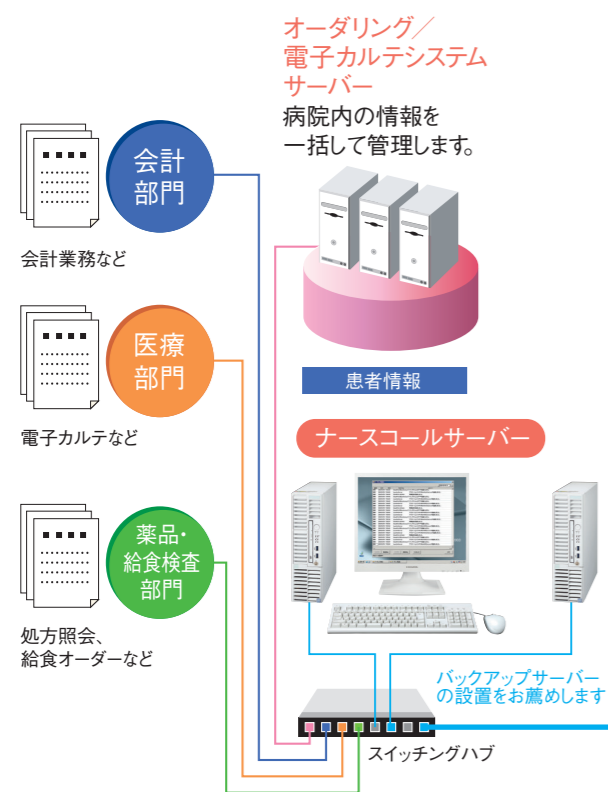 オーダリング／
電子カルテシステム
サーバー
病院内の情報を
一括して管理します。
会計
部門
会計業務など
医療
部門
電子カルテなど
薬品・
給食検査
部門
処方照会、
給食オーダーなど
患者情報
ナースコールサーバー
バックアップサーバー
の設置をお薦めします
スイッチングハブ